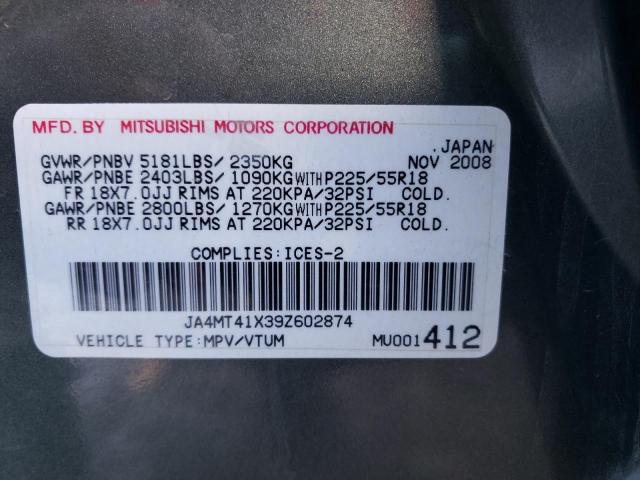 MFD. BY MITSUBISHI MOTORS CORPORATION
. JAPAN
GVWR/PNBV 5181LBS/ 2350KG NOV 2008
GAWR/PNBE 2403LBS/ 1090KG WITH P225/55R18
FR 18X7.0JJ RIMS AT 220KPA/32PSI COLD.
GAWR/PNBE 2800LBS/ 1270KG WITH P225/55R18
RR 18X7.0JJ RIMS AT 220KPA/32PSI COLD.
COMPLIES:ICES-2
JA4MT41X39Z602874
VEHICLE TYPE:MPV/VTUM MU001412